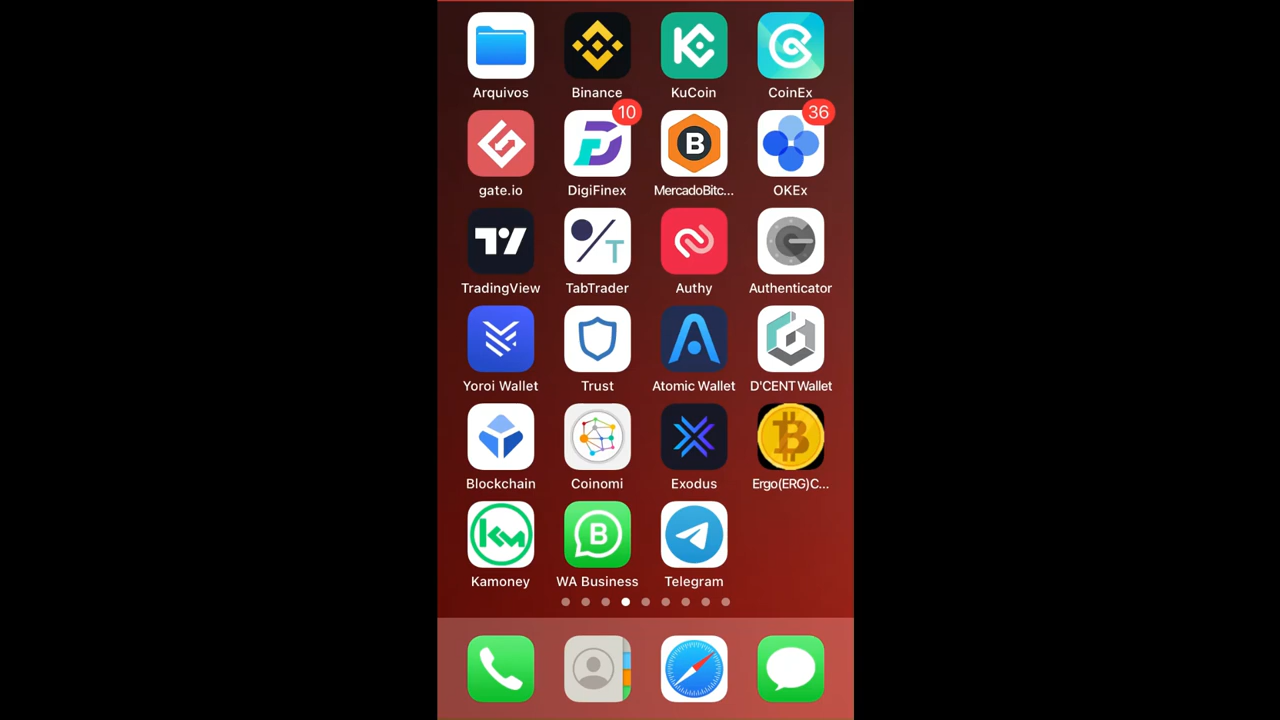 Arquivos Binance KuCoin CoinEx
10 36
gate.io DigiFinex MercadoBitc... OKEx
TradingView TabTrader Authy Authenticator
Yoroi Wallet Trust Atomic Wallet D'CENT Wallet
Blockchain Coinomi Exodus Ergo(ERG)C...
Kamoney WA Business Telegram